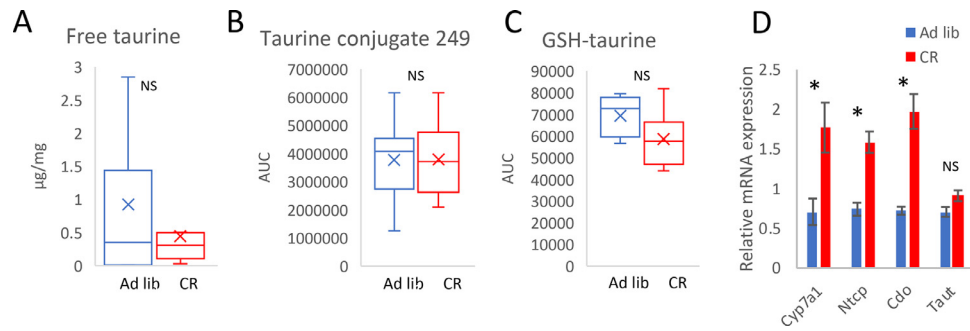 A
Free taurine
µg/mg
3
2.5
2
1.5
1
0.5
0
NS
Ad lib CR
B
Taurine conjugate 249
AUC
7000000
6000000
5000000
4000000
3000000
2000000
1000000
0
NS
Ad lib CR
C
GSH-taurine
AUC
90000
80000
70000
60000
50000
40000
30000
20000
10000
0
NS
Ad lib CR
D
Ad lib
CR
Relative mRNA expression
2.5
2
1.5
1
0.5
0
* * * NS
Cyp7a1 Ntcp Cdo Taut